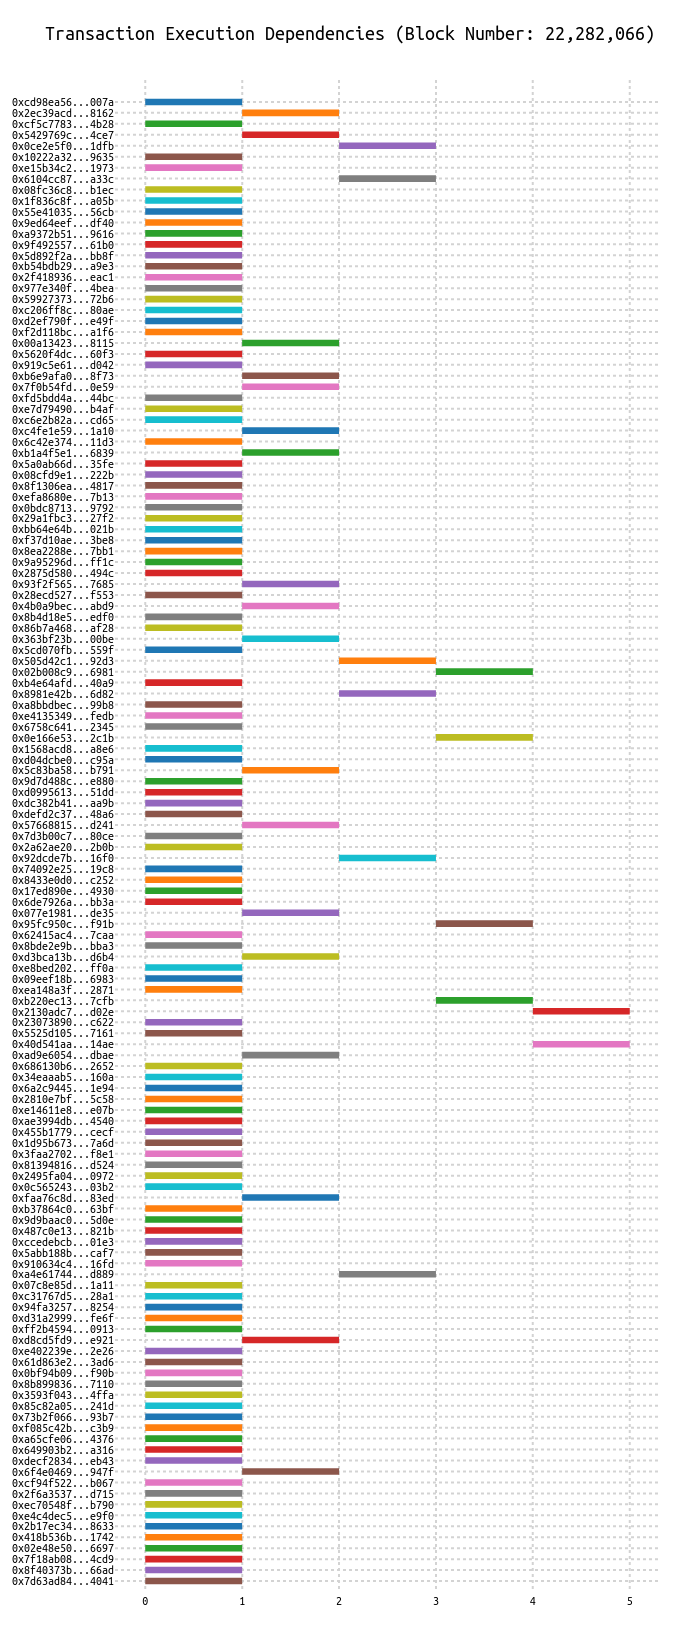 Transaction Execution Dependencies (Block Number: 22,282,066)
0xcd98ea56...007a
0x2ec39acd...8162
0xcf5c7783...4b28
0x5429769c...4ce7
0x0ce2e5f0...1dfb
0x10222a32...9635
0xe15b34c2...1973
0x6104cc87...a33c
0x08fc36c8...b1ec
0x1f836c8f...a05b
0x55e41035...56cb
0x9ed64eef...df40
0xa9372b51...9616
0x9f492557...61b0
0x5d892f2a...bb8f
0xb54bdb29...a9e3
0x2f418936...eac1
0x977e340f...4bea
0x59927373...72b6
0xc206ff8c...80ae
0xd2ef790f...e49f
0xf2d118bc...a1f6
0x00a13423...8115
0x5620f4dc...60f3
0x919c5e61...d042
0xb6e9afa0...8f73
0x7f0b54fd...0e59
0xfd5bdd4a...44bc
0xe7d79490...b4af
0xc6e2b82a...cd65
0xc4fe1e59...1a10
0x6c42e374...11d3
0xb1a4f5e1...6839
0x5a0ab66d...35fe
0x08cfd9e1...222b
0x8f1306ea...4817
0xefa8680e...7b13
0x0bdc8713...9792
0x29a1fbc3...27f2
0xbb64e64b...021b
0xf37d10ae...3be8
0x8ea2288e...7bb1
0x9a95296d...ff1c
0x2875d580...494c
0x93f2f565...7685
0x28ecd527...f553
0x4b0a9bec...abd9
0x8b4d18e5...edf0
0x86b7a468...af28
0x363bf23b...00be
0x5cd070fb...559f
0x505d42c1...92d3
0x02b008c9...6981
0xb4e64afd...40a9
0x8981e42b...6d82
0xa8bbdbec...99b8
0xe4135349...fedb
0x6758c641...2345
0x0e166e53...2c1b
0x1568acd8...a8e6
0xd04dcbe0...c95a
0x5c83ba58...b791
0x9d7d488c...e880
0xd0995613...51dd
0xdc382b41...aa9b
0xdefd2c37...48a6
0x57668815...d241
0x7d3b00c7...80ce
0x2a62ae20...2b0b
0x92dcde7b...16f0
0x74092e25...19c8
0x8433e0d0...c252
0x17ed890e...4930
0x6de7926a...bb3a
0x077e1981...de35
0x95fc950c...f91b
0x62415ac4...7caa
0x8bde2e9b...bba3
0xd3bca13b...d6b4
0xe8bed202...ff0a
0x09eef18b...6983
0xea148a3f...2871
0xb220ec13...7cfb
0x2130adc7...d02e
0x23073890...c622
0x5525d105...7161
0x40d541aa...14ae
0xad9e6054...dbae
0x686130b6...2652
0x34eaaab5...160a
0x6a2c9445...1e94
0x2810e7bf...5c58
0xe14611e8...e07b
0xae3994db...4540
0x455b1779...cecf
0x1d95b673...7a6d
0x3faa2702...f8e1
0x81394816...d524
0x2495fa04...0972
0x0c565243...03b2
0xfaa76c8d...83ed
0xb37864c0...63bf
0x9d9baac0...5d0e
0x487c0e13...821b
0xccedebcb...01e3
0x5abb188b...caf7
0x910634c4...16fd
0xa4e61744...d889
0x07c8e85d...1a11
0xc31767d5...28a1
0x94fa3257...8254
0xd31a2999...fe6f
0xff2b4594...0913
0xd8cd5fd9...e921
0xe402239e...2e26
0x61d863e2...3ad6
0x0bf94b09...f90b
0x8b899836...7110
0x3593f043...4ffa
0x85c82a05...241d
0x73b2f066...93b7
0xf085c42b...c3b9
0xa65cfe06...4376
0x649903b2...a316
0xdecf2834...eb43
0x6f4e0469...947f
0xcf94f522...b067
0x2f6a3537...d715
0xec70548f...b790
0xe4c4dec5...e9f0
0x2b17ec34...8633
0x418b536b...1742
0x02e48e50...6697
0x7f18ab08...4cd9
0x8f40373b...66ad
0x7d63ad84...4041
0 1 2 3 4 5